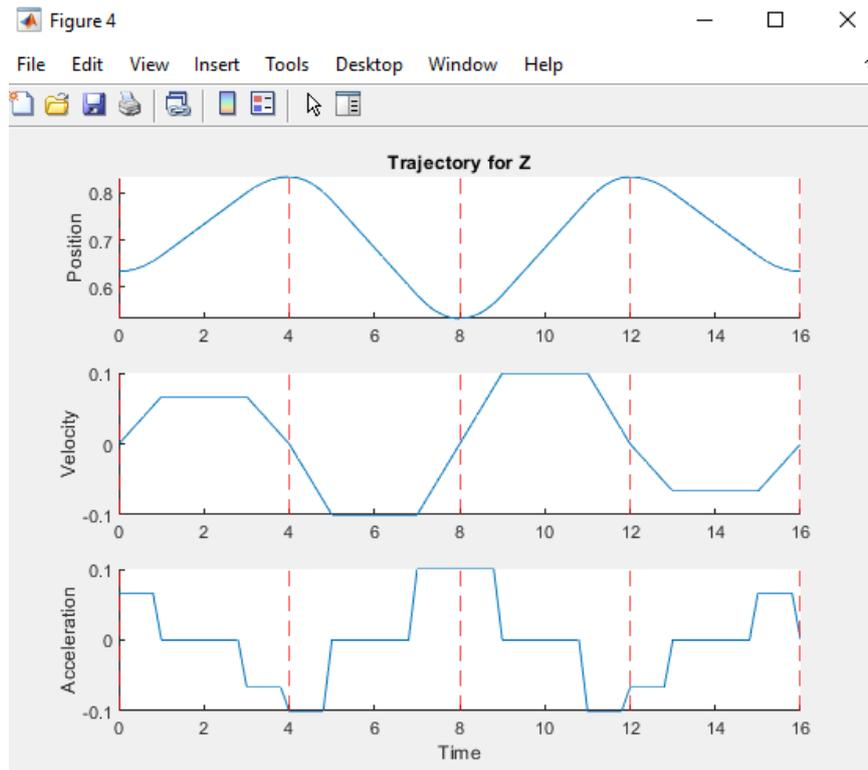 Figure 4
File Edit View Insert Tools Desktop Window Help
Trajectory for Z
Position
0.8
0.7
0.6
0 2 4 6 8 10 12 14 16
Velocity
0.1
0
-0.1
0 2 4 6 8 10 12 14 16
Acceleration
0.1
0
-0.1
0 2 4 6 8 10 12 14 16
Time